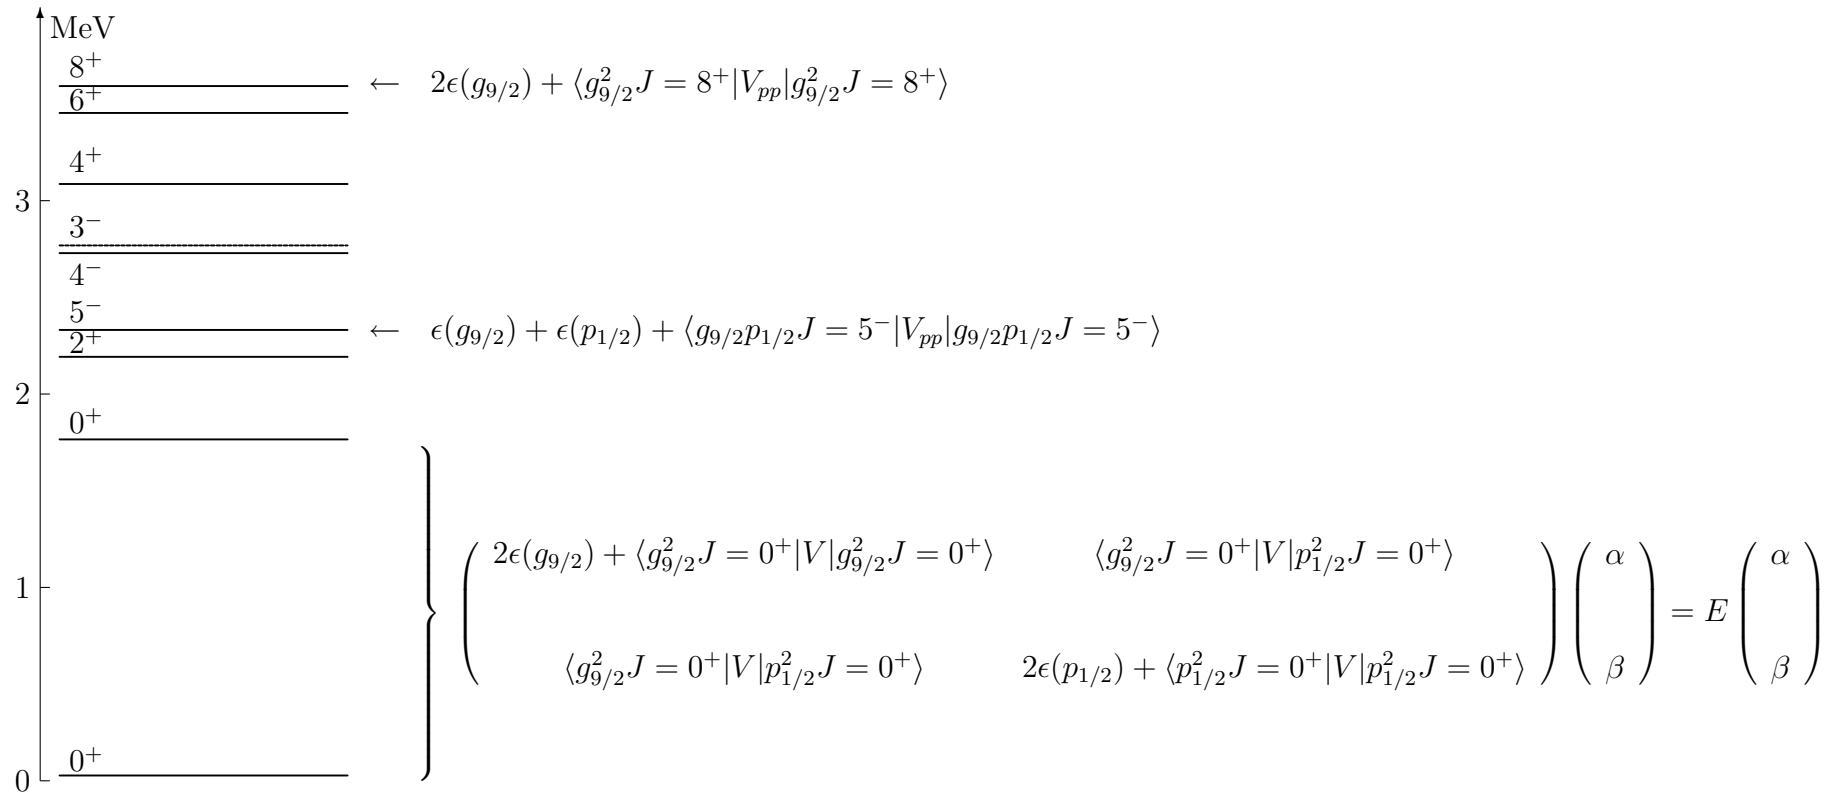 MeV
8⁺
← 2ϵ(g₉/₂) + ⟨g²₉/₂J = 8⁺|Vₚₚ|g²₉/₂J = 8⁺⟩
6⁺
4⁺
3
3⁻
4⁻
5⁻
← ϵ(g₉/₂) + ϵ(p₁/₂) + ⟨g₉/₂p₁/₂J = 5⁻|Vₚₚ|g₉/₂p₁/₂J = 5⁻⟩
2⁺
2
0⁺
2ϵ(g₉/₂) + ⟨g²₉/₂J = 0⁺|V|g²₉/₂J = 0⁺⟩ ⟨g²₉/₂J = 0⁺|V|p²₁/₂J = 0⁺⟩ α α
1
= E
⟨g²₉/₂J = 0⁺|V|p²₁/₂J = 0⁺⟩ 2ϵ(p₁/₂) + ⟨p²₁/₂J = 0⁺|V|p²₁/₂J = 0⁺⟩ β β
0⁺
0